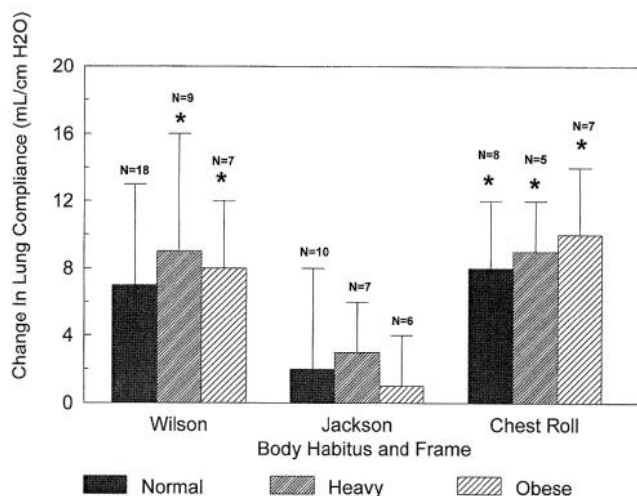 Change In Lung Compliance (mL/cm H2O)
20
16
12
8
4
0
N=18
N=9
*
N=7
*
N=10
N=7
N=6
N=8
*
N=5
*
N=7
*
Wilson
Jackson
Chest Roll
Body Habitus and Frame
Normal
Heavy
Obese